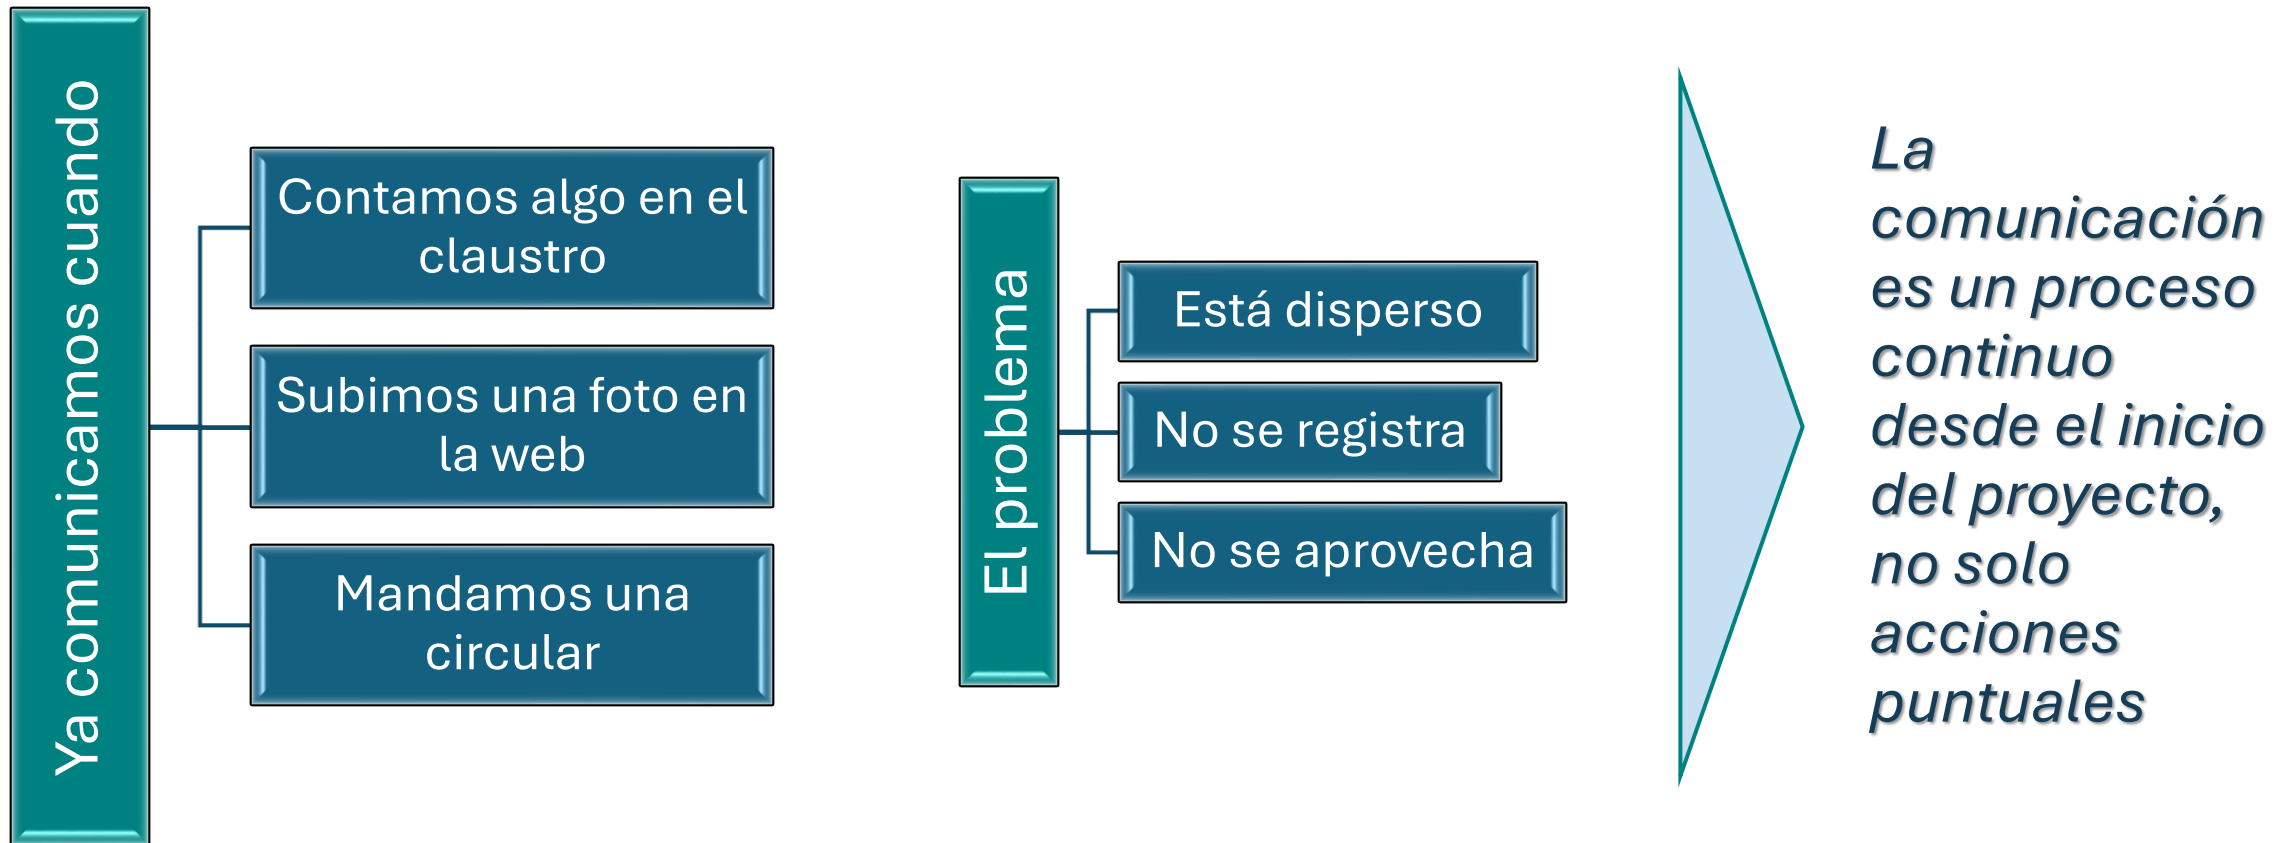 Ya comunicamos cuando
Contamos algo en el
claustro
Subimos una foto en
la web
Mandamos una
circular
El problema
Está disperso
No se registra
No se aprovecha
La
comunicación
es un proceso
continuo
desde el inicio
del proyecto,
no solo
acciones
puntuales